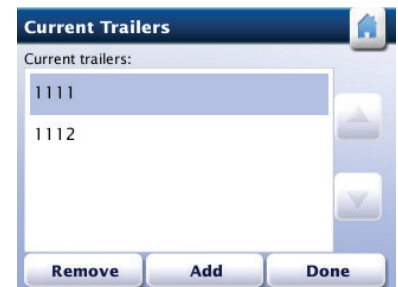 Current Trailers
Current trailers:
1111
1112
Remove Add Done